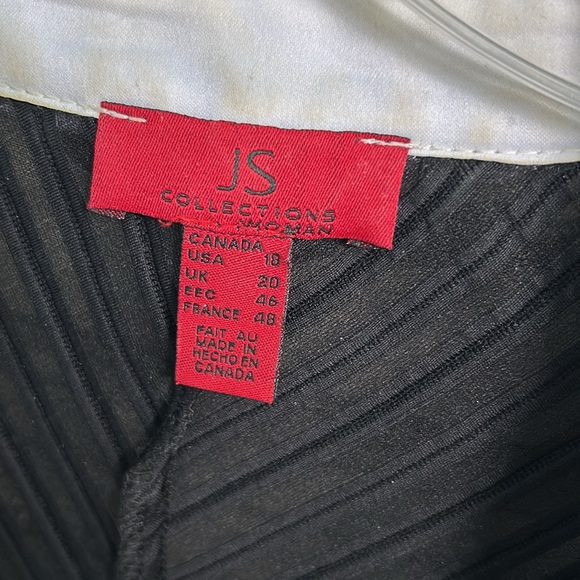 JS
COLLECTIONS
WOMAN
CANADA
USA 18
UK 20
EEC 46
FRANCE 48
FAIT AU
MADE IN
HECHO EN
CANADA